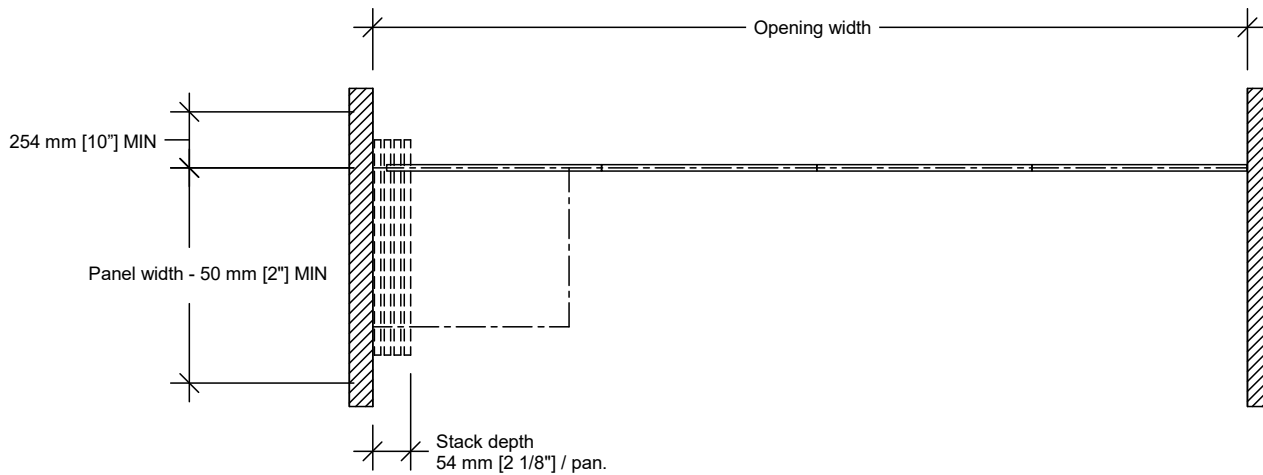 Opening width
254 mm [10”] MIN
Panel width - 50 mm [2"] MIN
Stack depth
54 mm [2 1/8"] / pan.